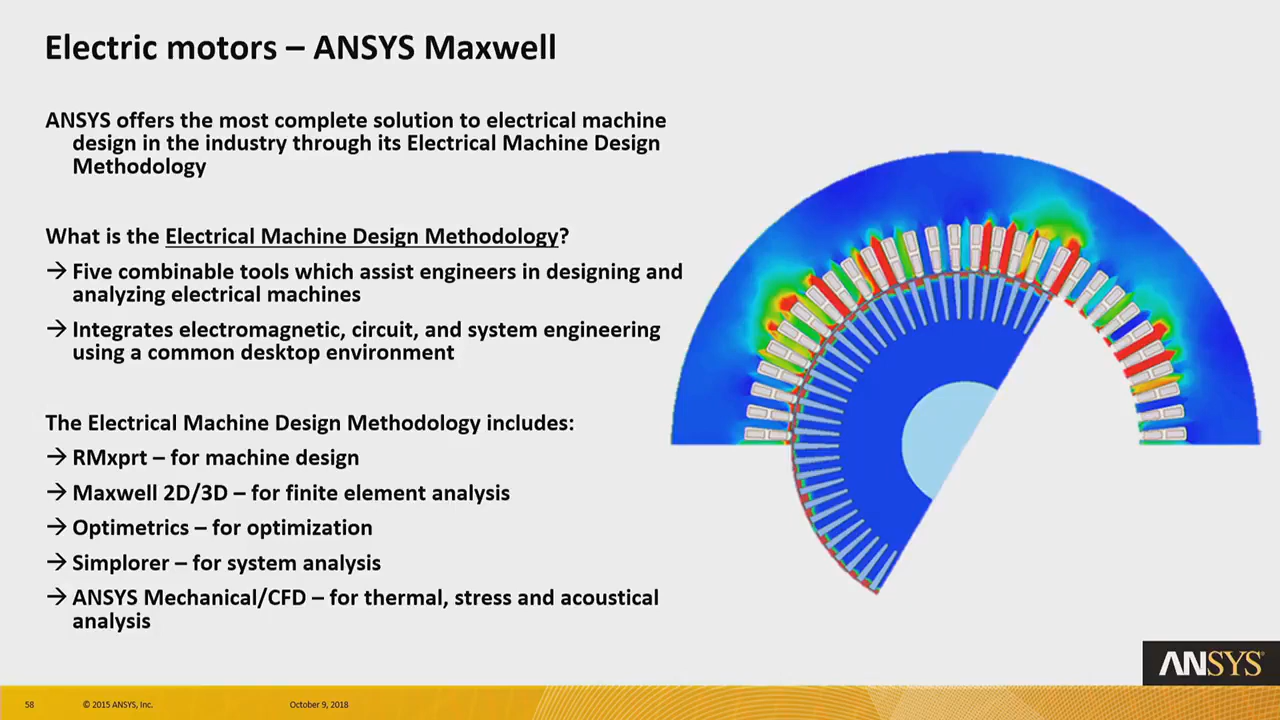 Electric motors – ANSYS Maxwell
ANSYS offers the most complete solution to electrical machine
design in the industry through its Electrical Machine Design
Methodology
What is the Electrical Machine Design Methodology?
→ Five combinable tools which assist engineers in designing and
analyzing electrical machines
→ Integrates electromagnetic, circuit, and system engineering
using a common desktop environment
The Electrical Machine Design Methodology includes:
→ RMxprt – for machine design
→ Maxwell 2D/3D – for finite element analysis
→ Optimetrics – for optimization
→ Simplorer – for system analysis
→ ANSYS Mechanical/CFD – for thermal, stress and acoustical
analysis
ANSYS®
58 © 2015 ANSYS, Inc. October 9, 2018